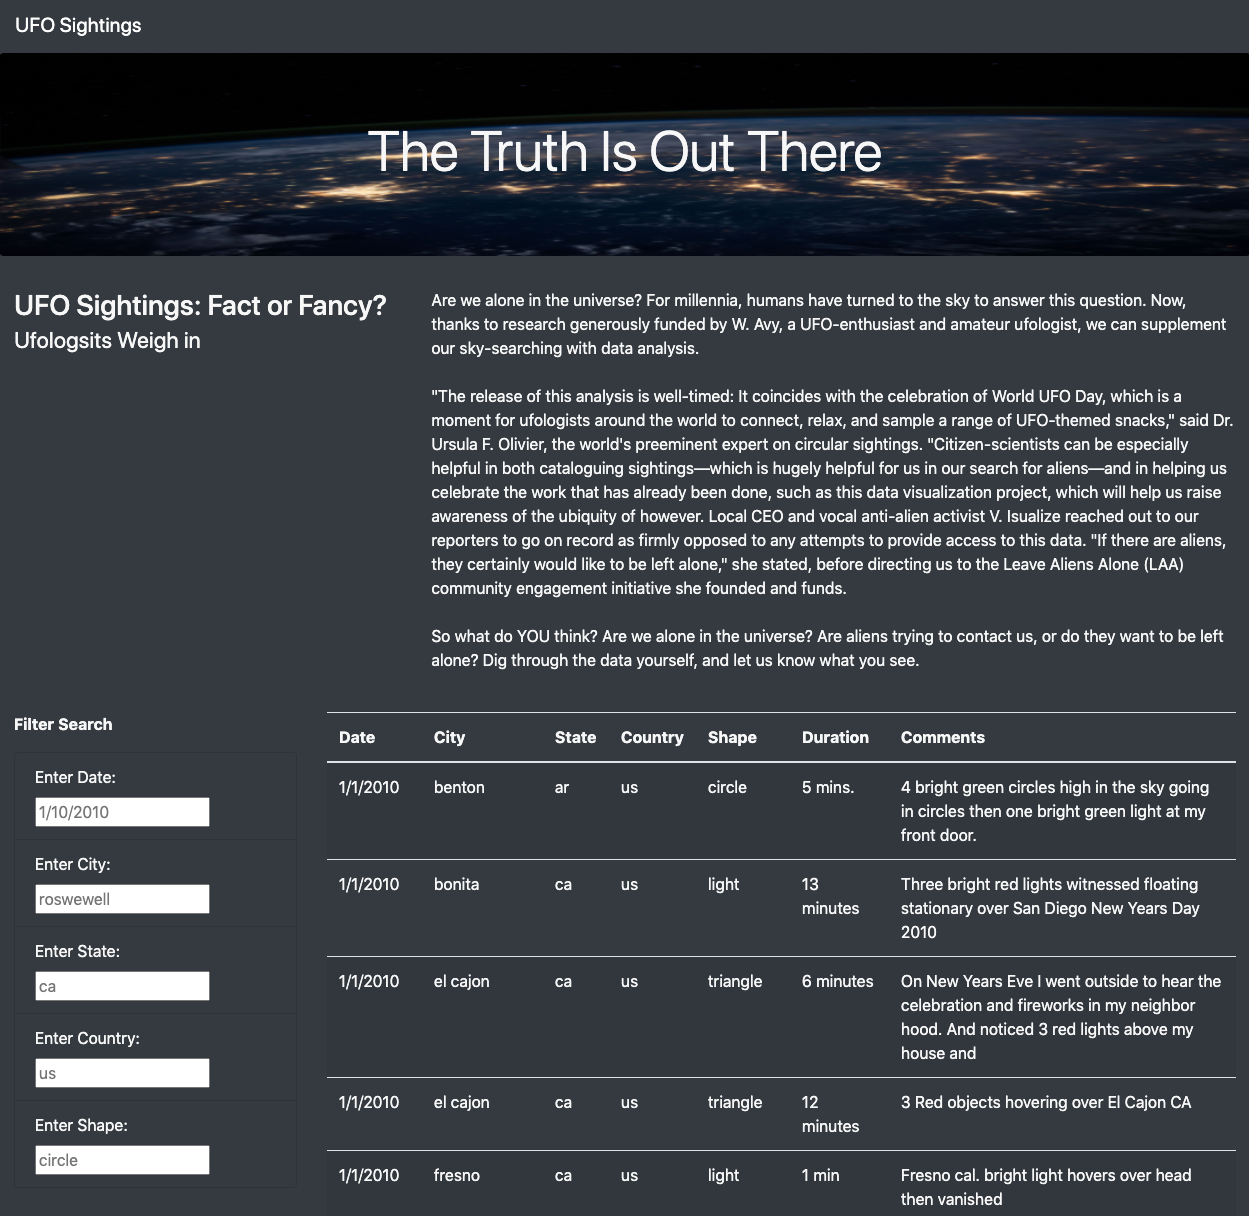 UFO Sightings
The Truth Is Out There
UFO Sightings: Fact or Fancy?
Ufologsits Weigh in
Are we alone in the universe? For millennia, humans have turned to the sky to answer this question. Now,
thanks to research generously funded by W. Avy, a UFO-enthusiast and amateur ufologist, we can supplement
our sky-searching with data analysis.
"The release of this analysis is well-timed: It coincides with the celebration of World UFO Day, which is a
moment for ufologists around the world to connect, relax, and sample a range of UFO-themed snacks," said Dr.
Ursula F. Olivier, the world's preeminent expert on circular sightings. "Citizen-scientists can be especially
helpful in both cataloguing sightings—which is hugely helpful for us in our search for aliens—and in helping us
celebrate the work that has already been done, such as this data visualization project, which will help us raise
awareness of the ubiquity of however. Local CEO and vocal anti-alien activist V. Isualize reached out to our
reporters to go on record as firmly opposed to any attempts to provide access to this data. "If there are aliens,
they certainly would like to be left alone," she stated, before directing us to the Leave Aliens Alone (LAA)
community engagement initiative she founded and funds.
So what do YOU think? Are we alone in the universe? Are aliens trying to contact us, or do they want to be left
alone? Dig through the data yourself, and let us know what you see.
Filter Search
Enter Date:
1/10/2010
Enter City:
roswewell
Enter State:
ca
Enter Country:
us
Enter Shape:
circle
Date City State Country Shape Duration Comments
1/1/2010 benton ar us circle 5 mins. 4 bright green circles high in the sky going
in circles then one bright green light at my
front door.
1/1/2010 bonita ca us light 13 Three bright red lights witnessed floating
minutes stationary over San Diego New Years Day
2010
1/1/2010 el cajon ca us triangle 6 minutes On New Years Eve I went outside to hear the
celebration and fireworks in my neighbor
hood. And noticed 3 red lights above my
house and
1/1/2010 el cajon ca us triangle 12 3 Red objects hovering over El Cajon CA
minutes
1/1/2010 fresno ca us light 1 min Fresno cal. bright light hovers over head
then vanished